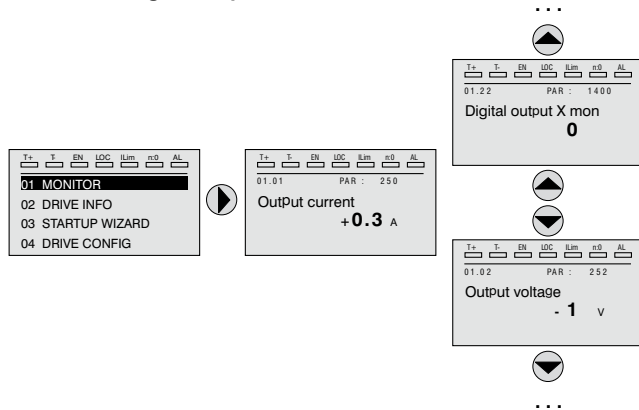 ...
T+ T- EN LOC ILim n:0 AL
01.22 PAR : 1400
Digital output X mon
0
T+ T- EN LOC ILim n:0 AL
01 MONITOR
02 DRIVE INFO
03 STARTUP WIZARD
04 DRIVE CONFIG
T+ T- EN LOC ILim n:0 AL
01.01 PAR : 250
Output current
+0.3 A
T+ T- EN LOC ILim n:0 AL
01.02 PAR : 252
Output voltage
- 1 V
...